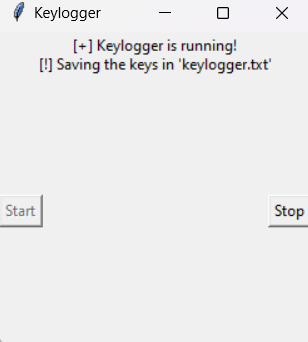 Keylogger
[+] Keylogger is running!
[!] Saving the keys in 'keylogger.txt'
Start
Stop